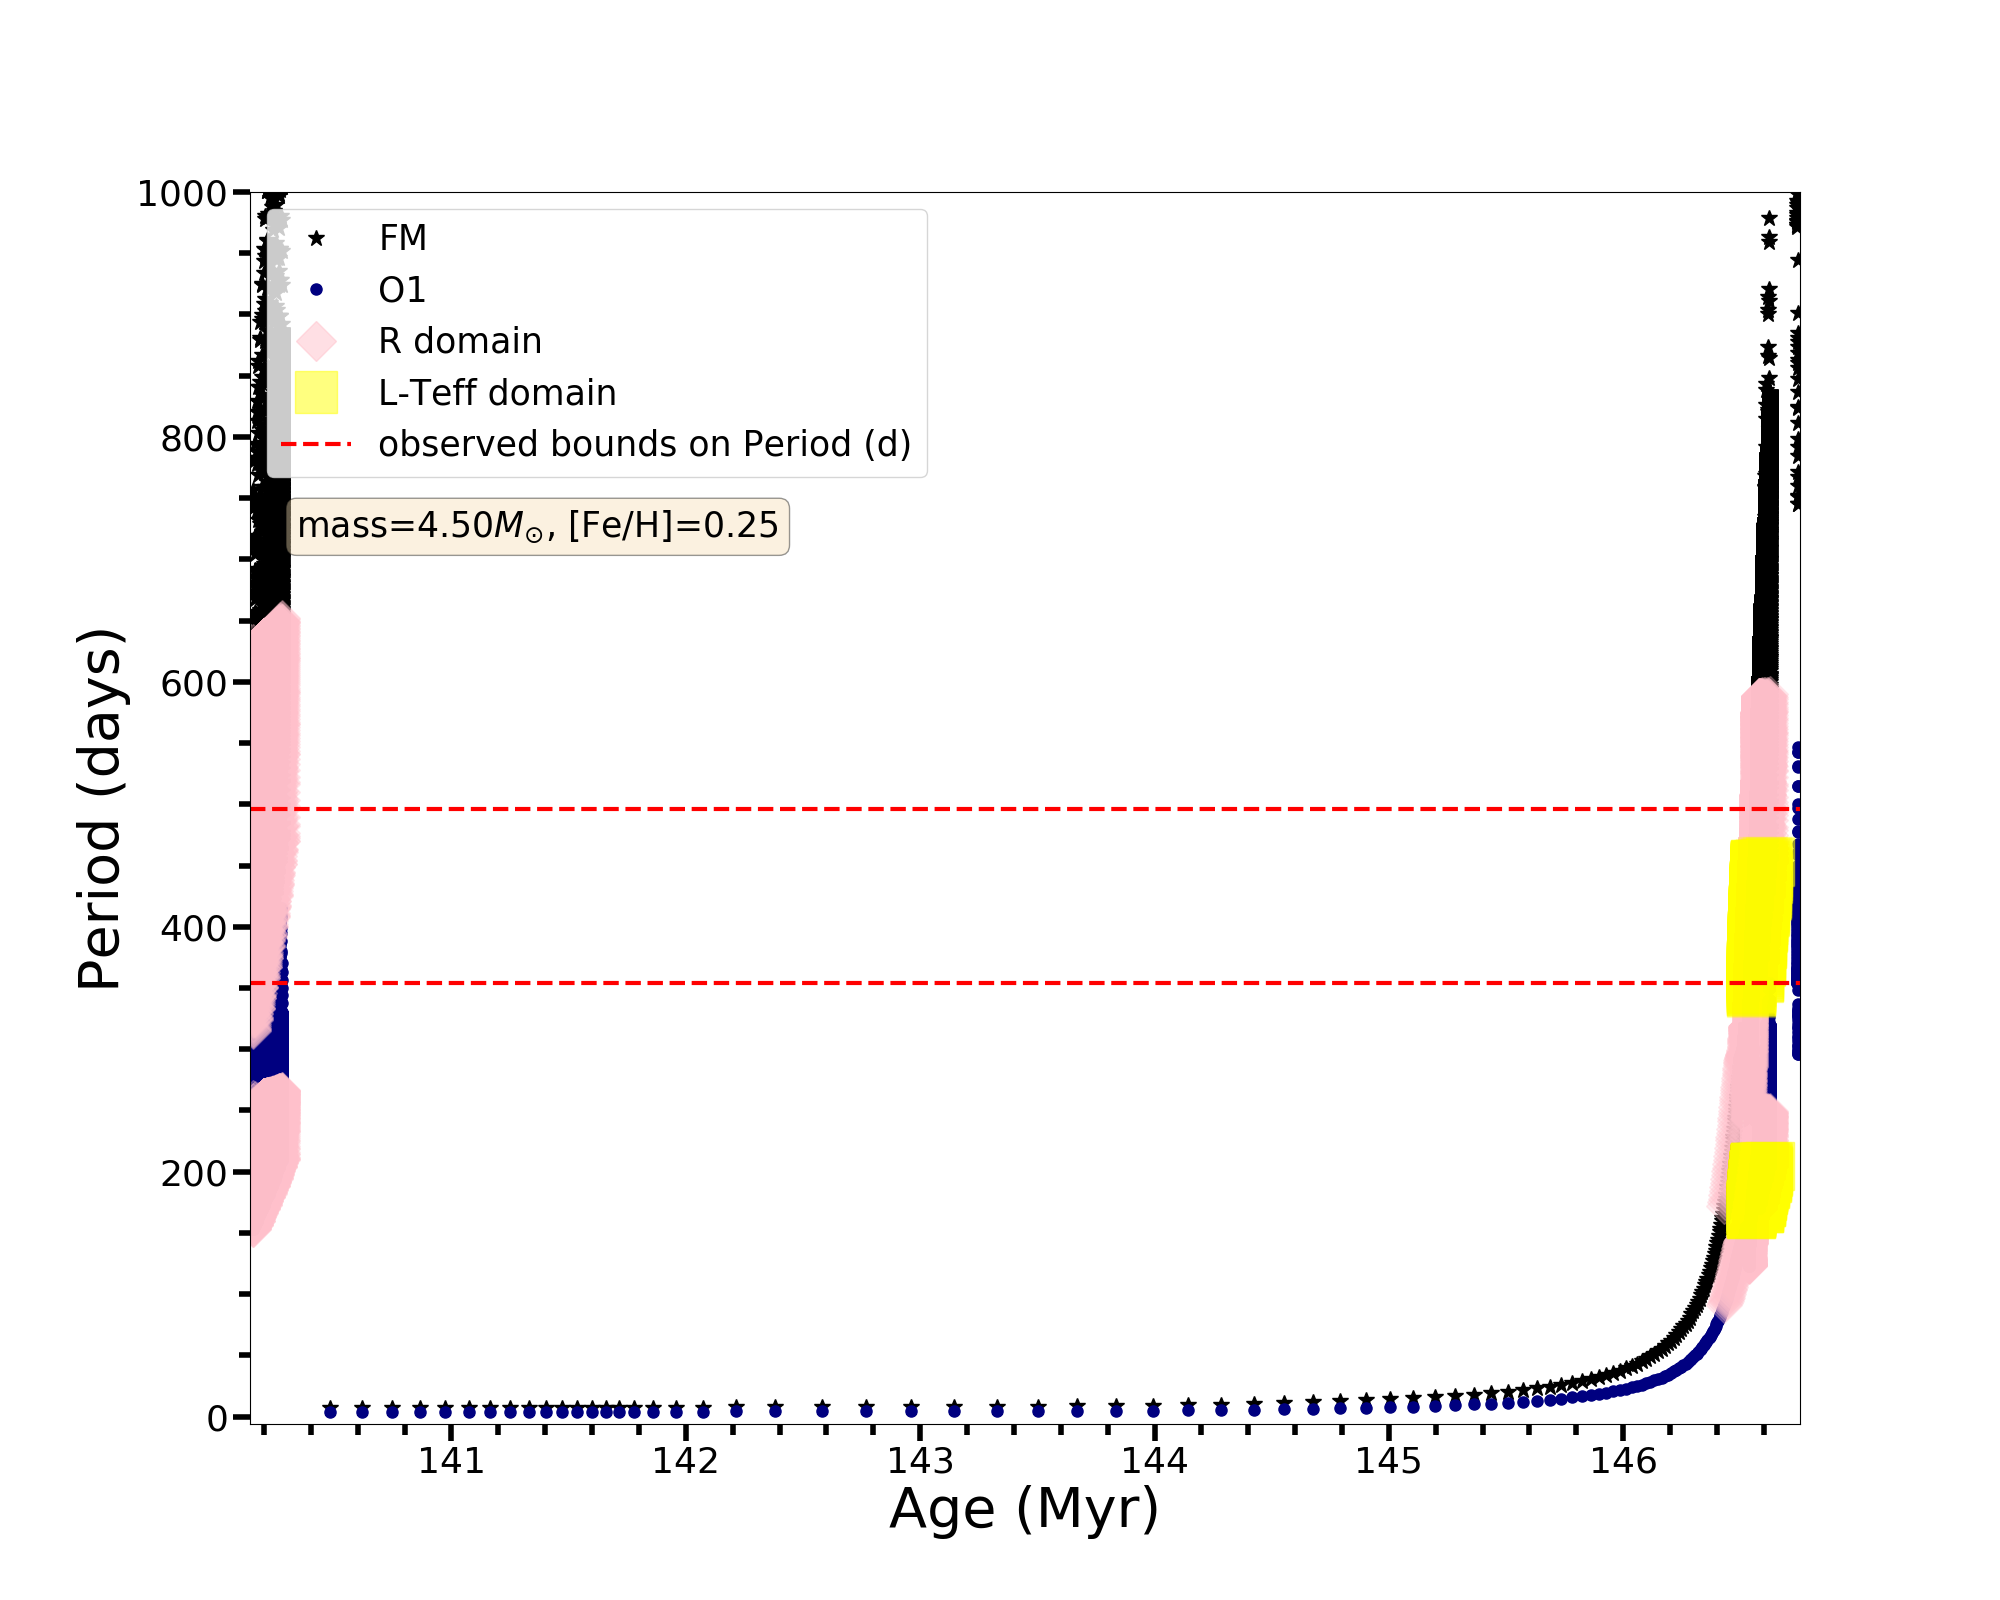 1000
800
600
400
200
0
Period (days)
FM
O1
R domain
L-Teff domain
observed bounds on Period (d)
mass=4.50M⊙, [Fe/H]=0.25
141 142 143 144 145 146
Age (Myr)